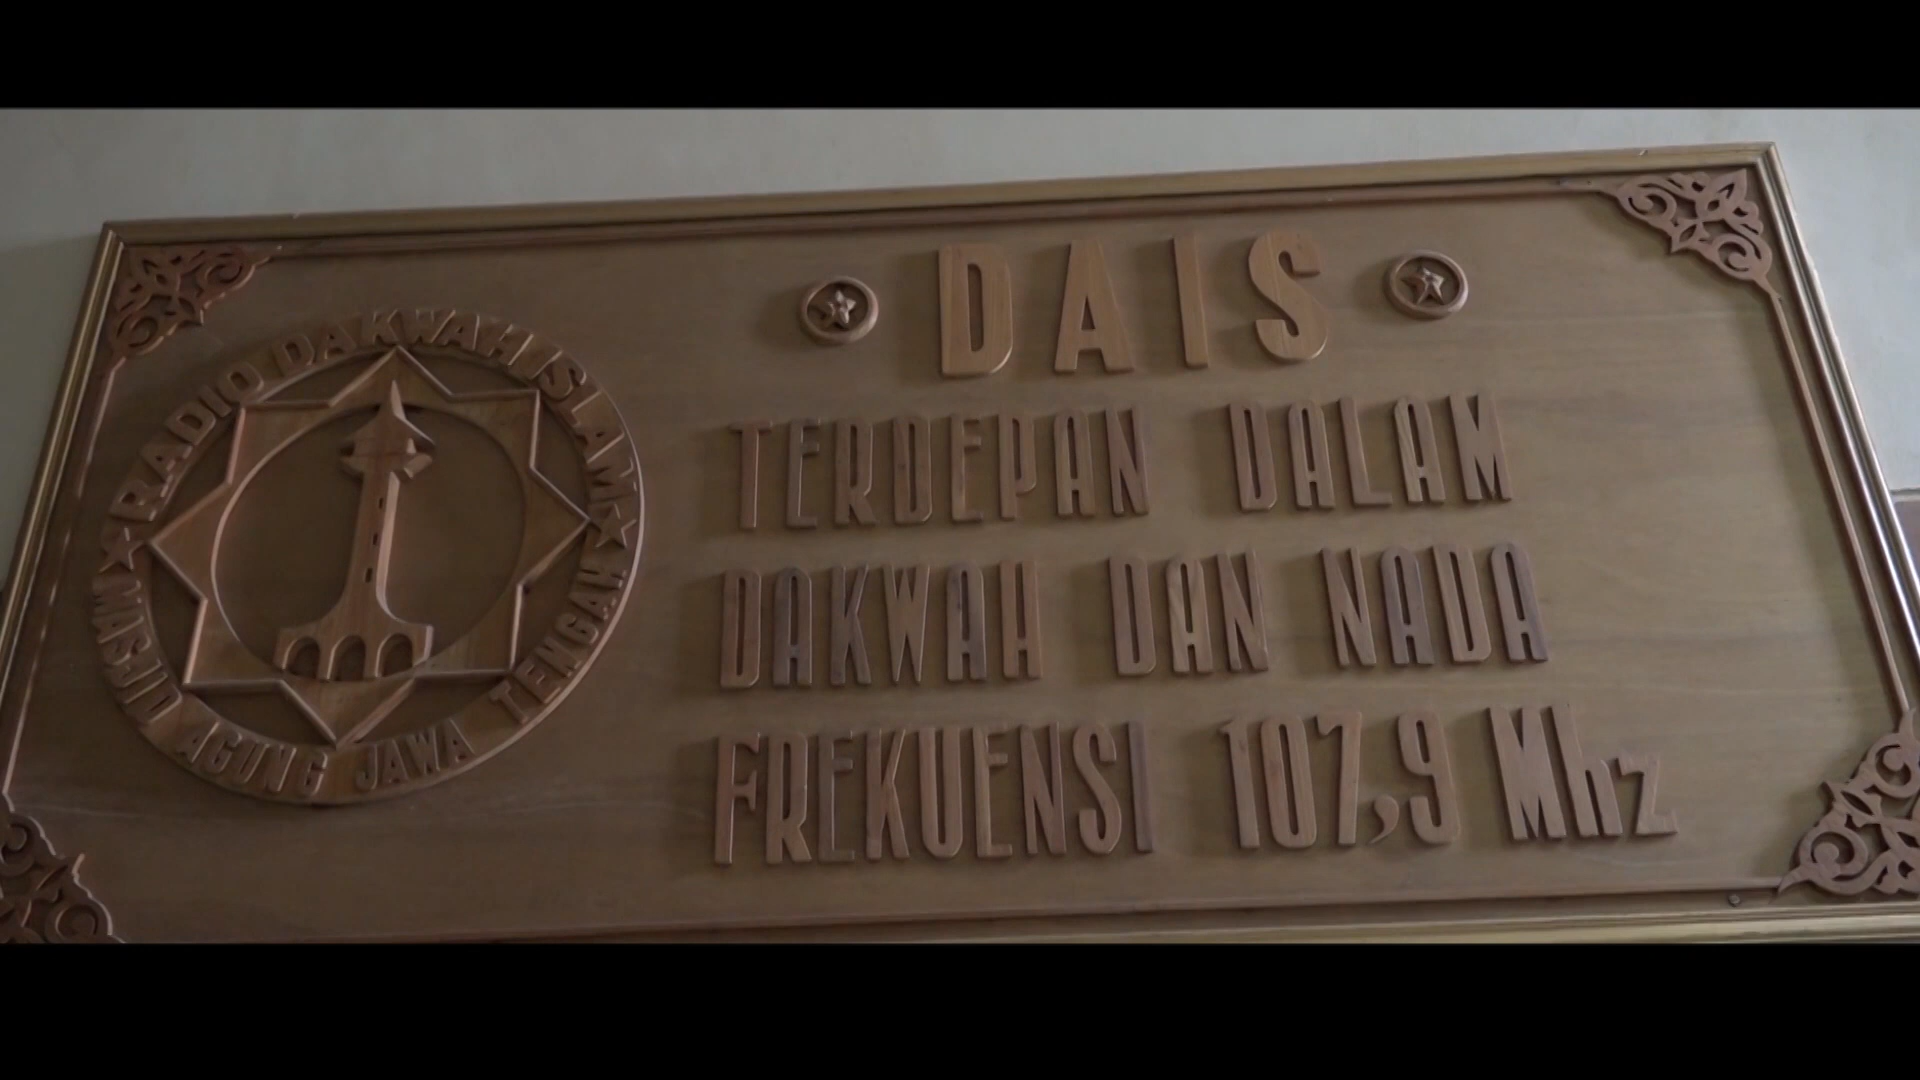 RADIO DAKWAH ISLAM
MASJID AGUNG JAWA TENGAH
DAIS
TERDEPAN DALAM
DAKWAH DAN NADA
FREKUENSI 107,9 Mhz